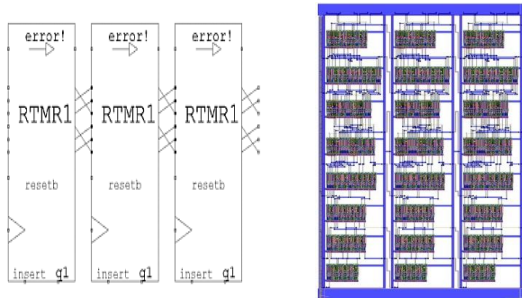 error! error! error!
RTMR1 RTMR1 RTMR1
resetb resetb resetb
insert g1 insert g1 insert g1